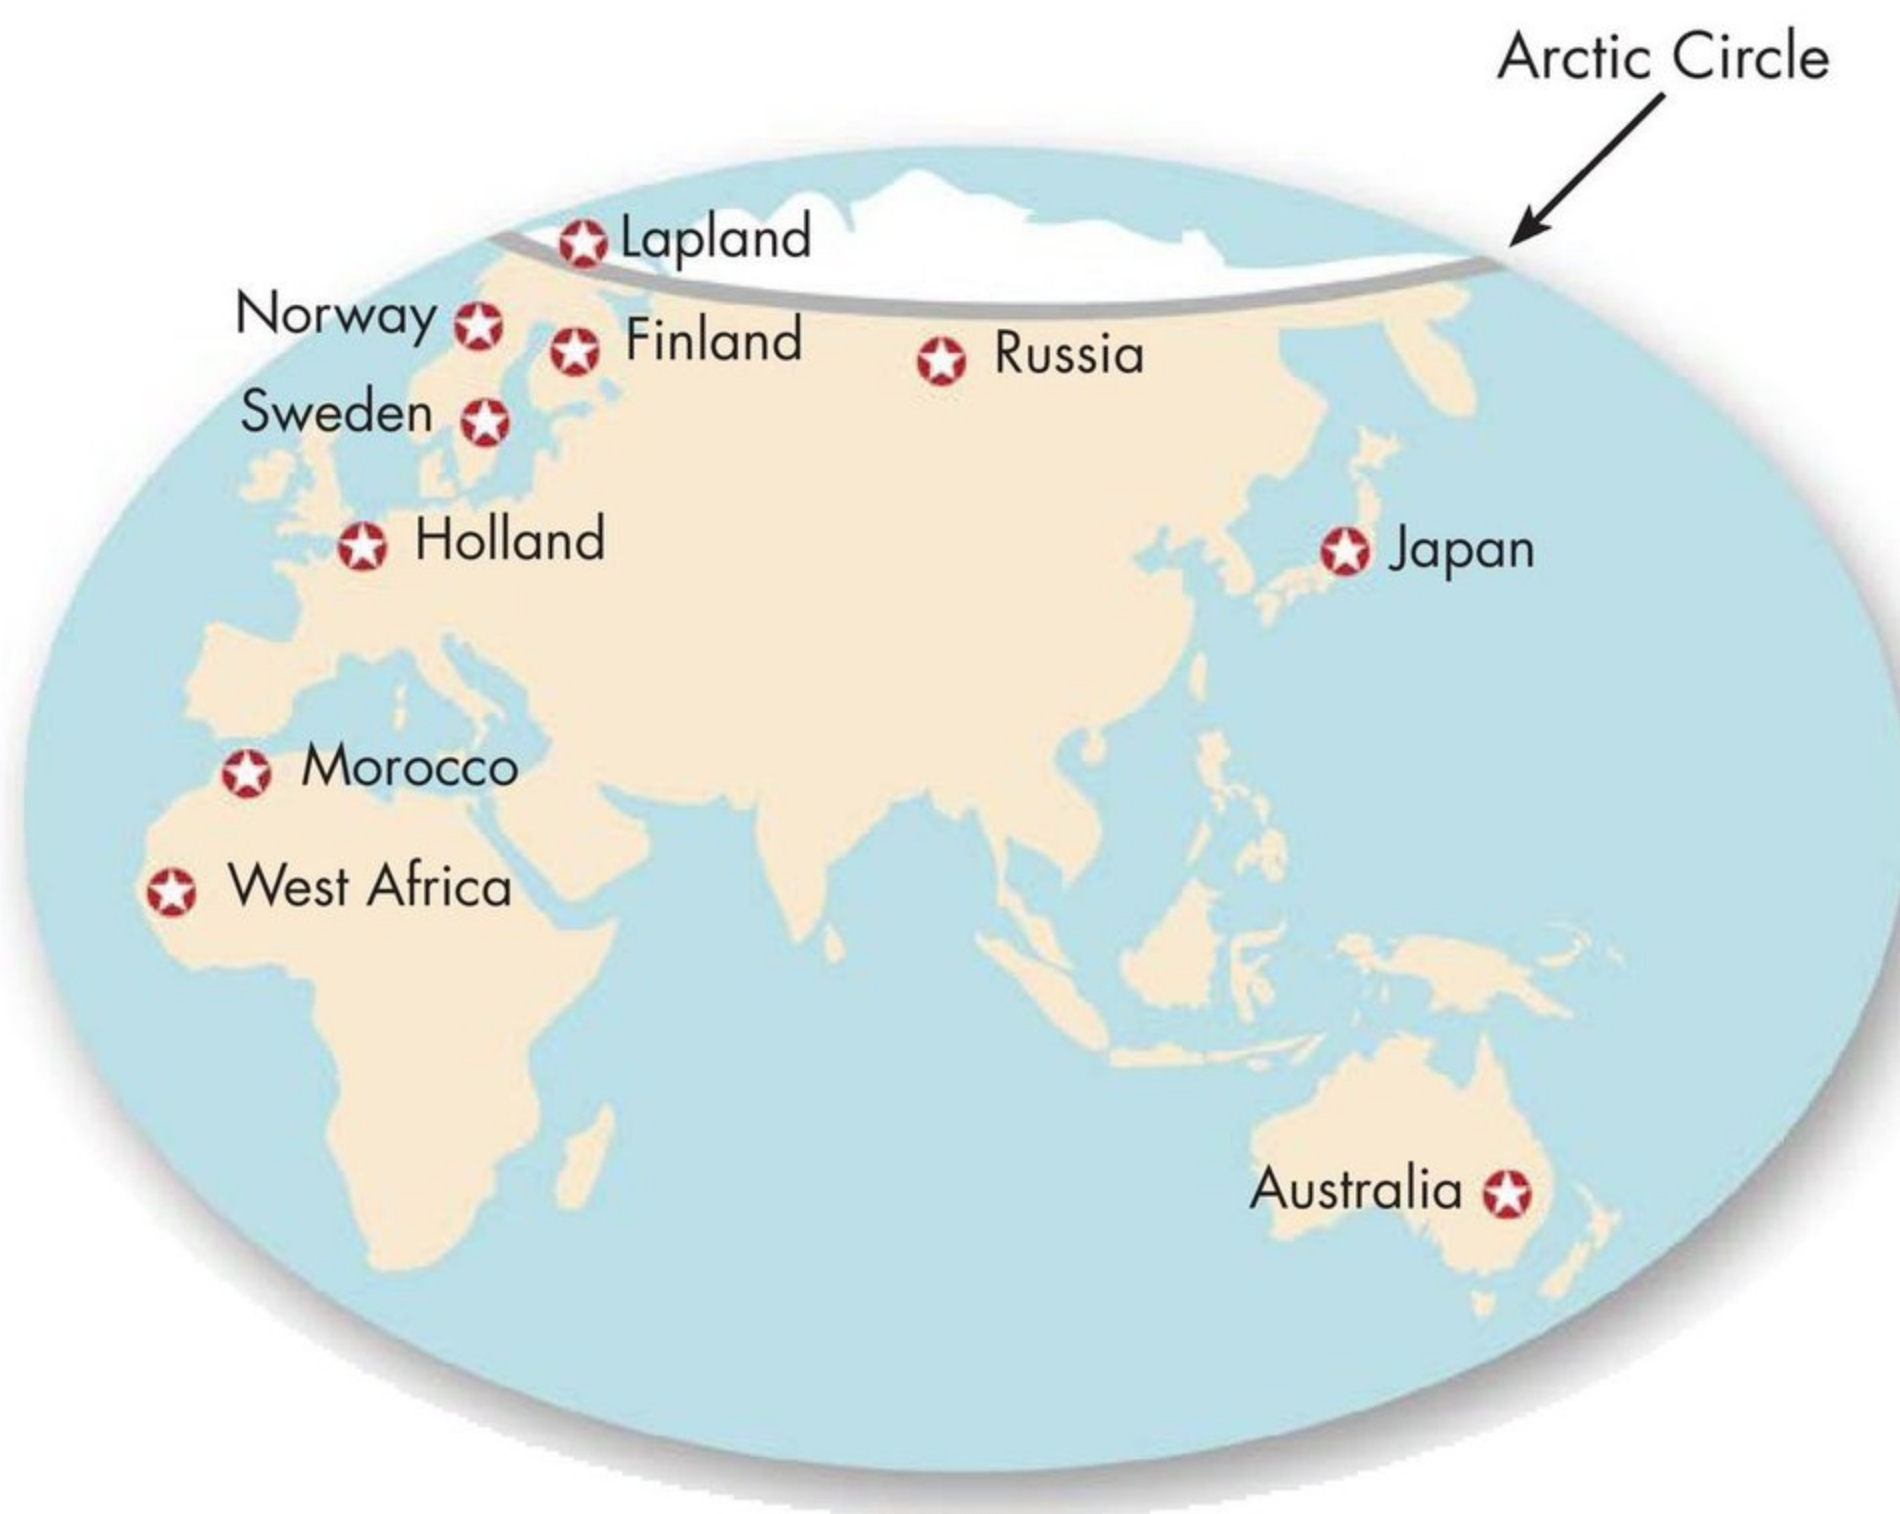 Arctic Circle
Lapland
Norway
Finland
Russia
Sweden
Holland
Japan
Morocco
West Africa
Australia